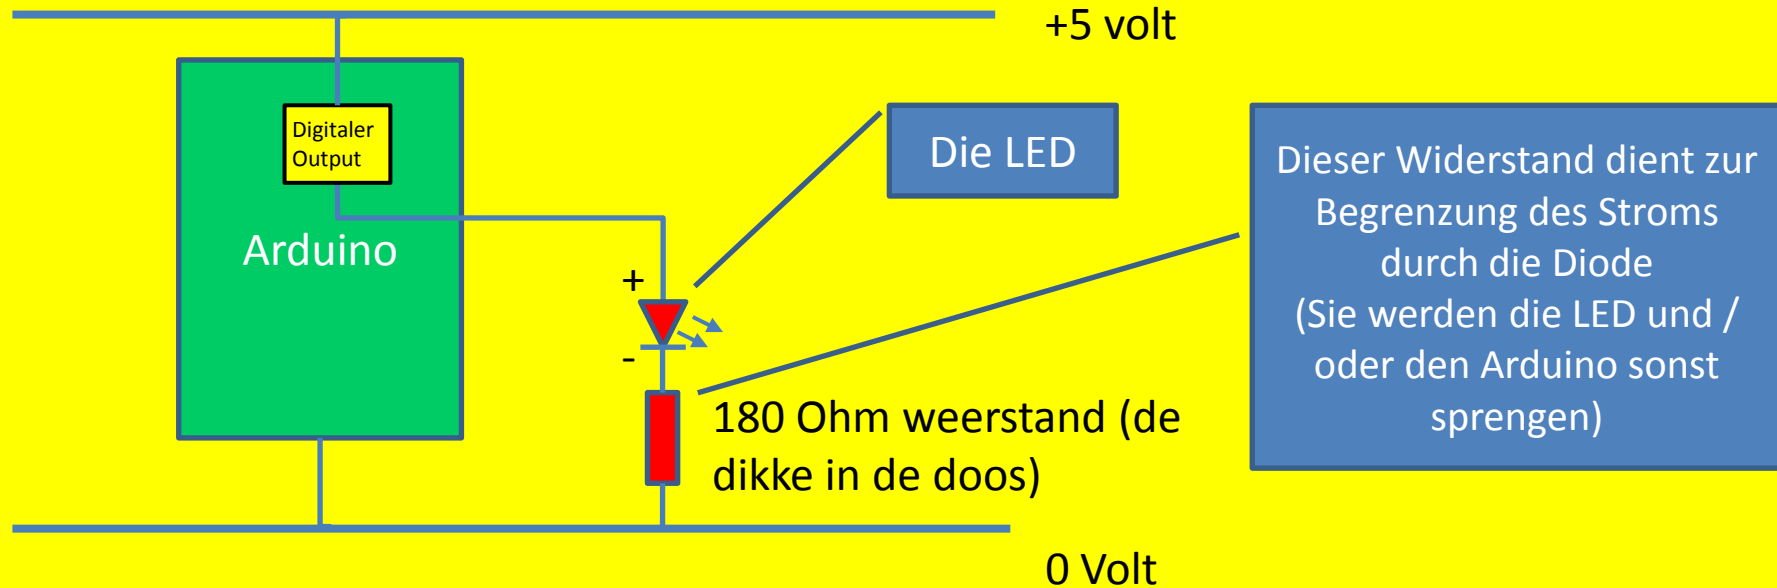 +5 volt
Digitaler
Output
Die LED
Dieser Widerstand dient zur
Begrenzung des Stroms
durch die Diode
(Sie werden die LED und /
oder den Arduino sonst
sprengen)
Arduino
+
-
180 Ohm weerstand (de
dikke in de doos)
0 Volt